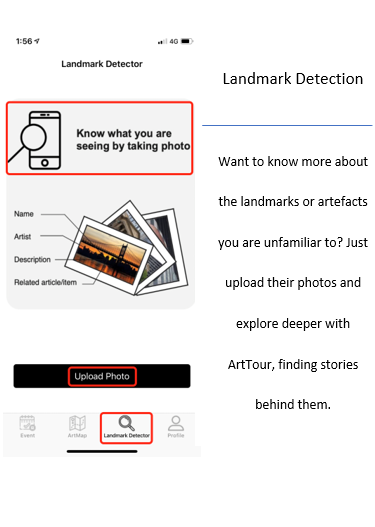 1:56
4G
Landmark Detector
Know what you are
seeing by taking photo
Name
Artist
Description
Related article/item
Upload Photo
Event
ArtMap
Landmark Detector
Profile
Landmark Detection
Want to know more about
the landmarks or artefacts
you are unfamiliar to? Just
upload their photos and
explore deeper with
ArtTour, finding stories
behind them.